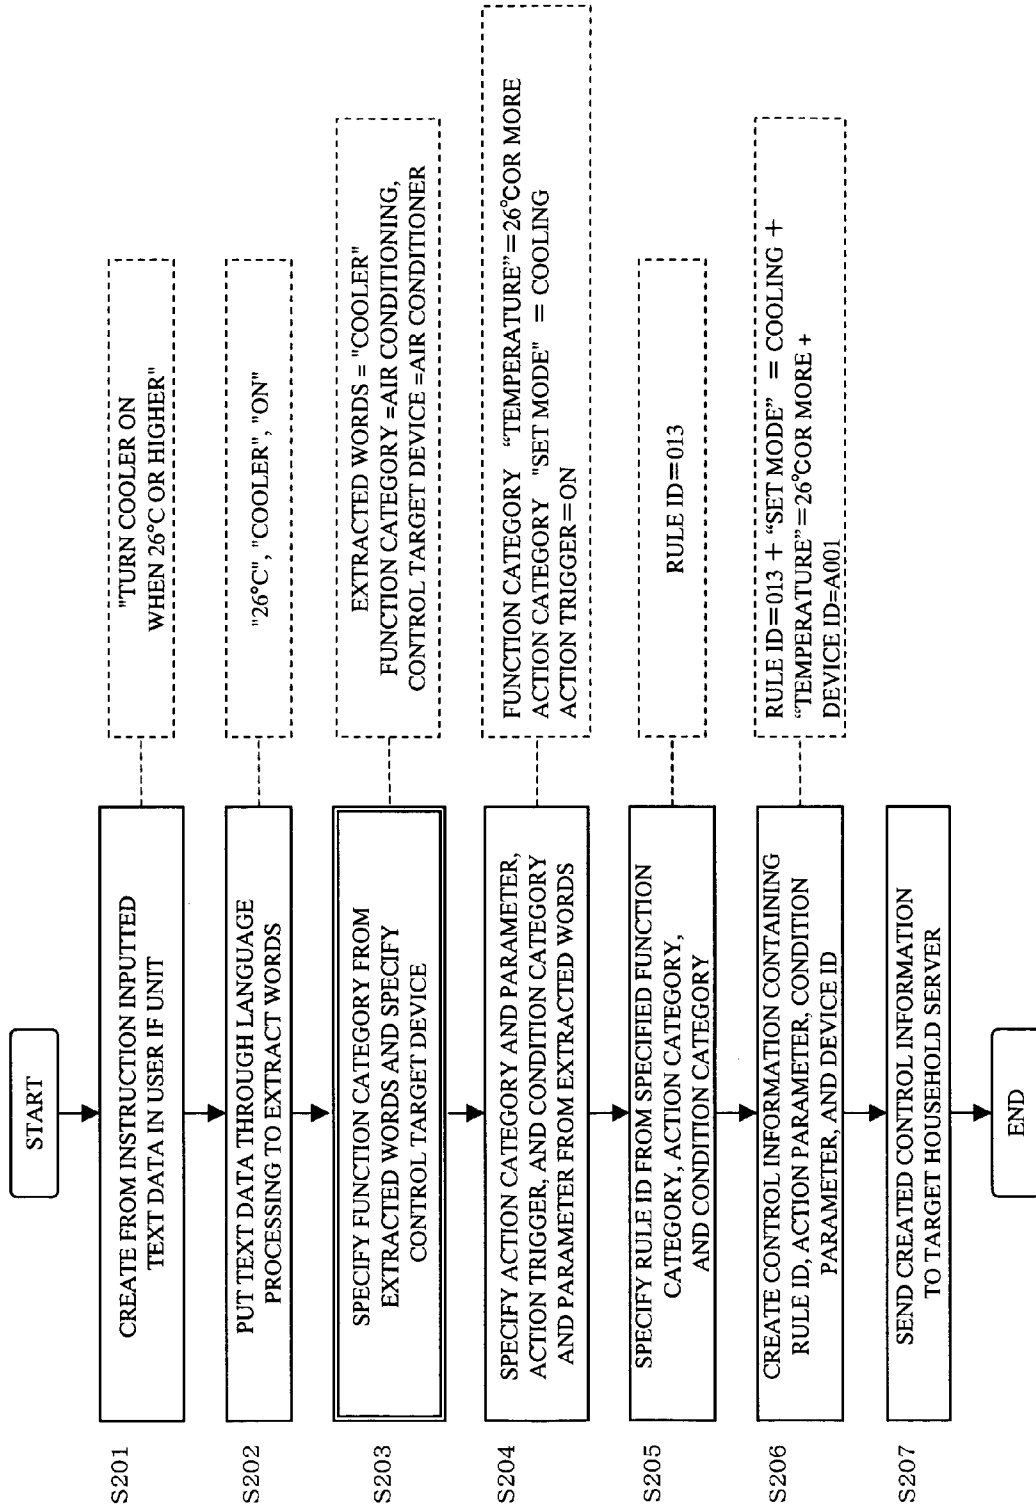 START
S201
CREATE FROM INSTRUCTION INPUTTED
TEXT DATA IN USER IF UNIT
"TURN COOLER ON
WHEN 26°C OR HIGHER"
S202
PUT TEXT DATA THROUGH LANGUAGE
PROCESSING TO EXTRACT WORDS
"26°C", "COOLER", "ON"
S203
SPECIFY FUNCTION CATEGORY FROM
EXTRACTED WORDS AND SPECIFY
CONTROL TARGET DEVICE
EXTRACTED WORDS = "COOLER"
FUNCTION CATEGORY =AIR CONDITIONING,
CONTROL TARGET DEVICE =AIR CONDITIONER
S204
SPECIFY ACTION CATEGORY AND PARAMETER,
ACTION TRIGGER, AND CONDITION CATEGORY
AND PARAMETER FROM EXTRACTED WORDS
FUNCTION CATEGORY “TEMPERATURE”=26℃OR MORE
ACTION CATEGORY "SET MODE" = COOLING
ACTION TRIGGER=ON
S205
SPECIFY RULE ID FROM SPECIFIED FUNCTION
CATEGORY, ACTION CATEGORY,
AND CONDITION CATEGORY
RULE ID=013
S206
CREATE CONTROL INFORMATION CONTAINING
RULE ID, ACTION PARAMETER, CONDITION
PARAMETER, AND DEVICE ID
RULE ID=013 + “SET MODE” = COOLING +
“TEMPERATURE”=26℃OR MORE +
DEVICE ID=A001
S207
SEND CREATED CONTROL INFORMATION
TO TARGET HOUSEHOLD SERVER
END